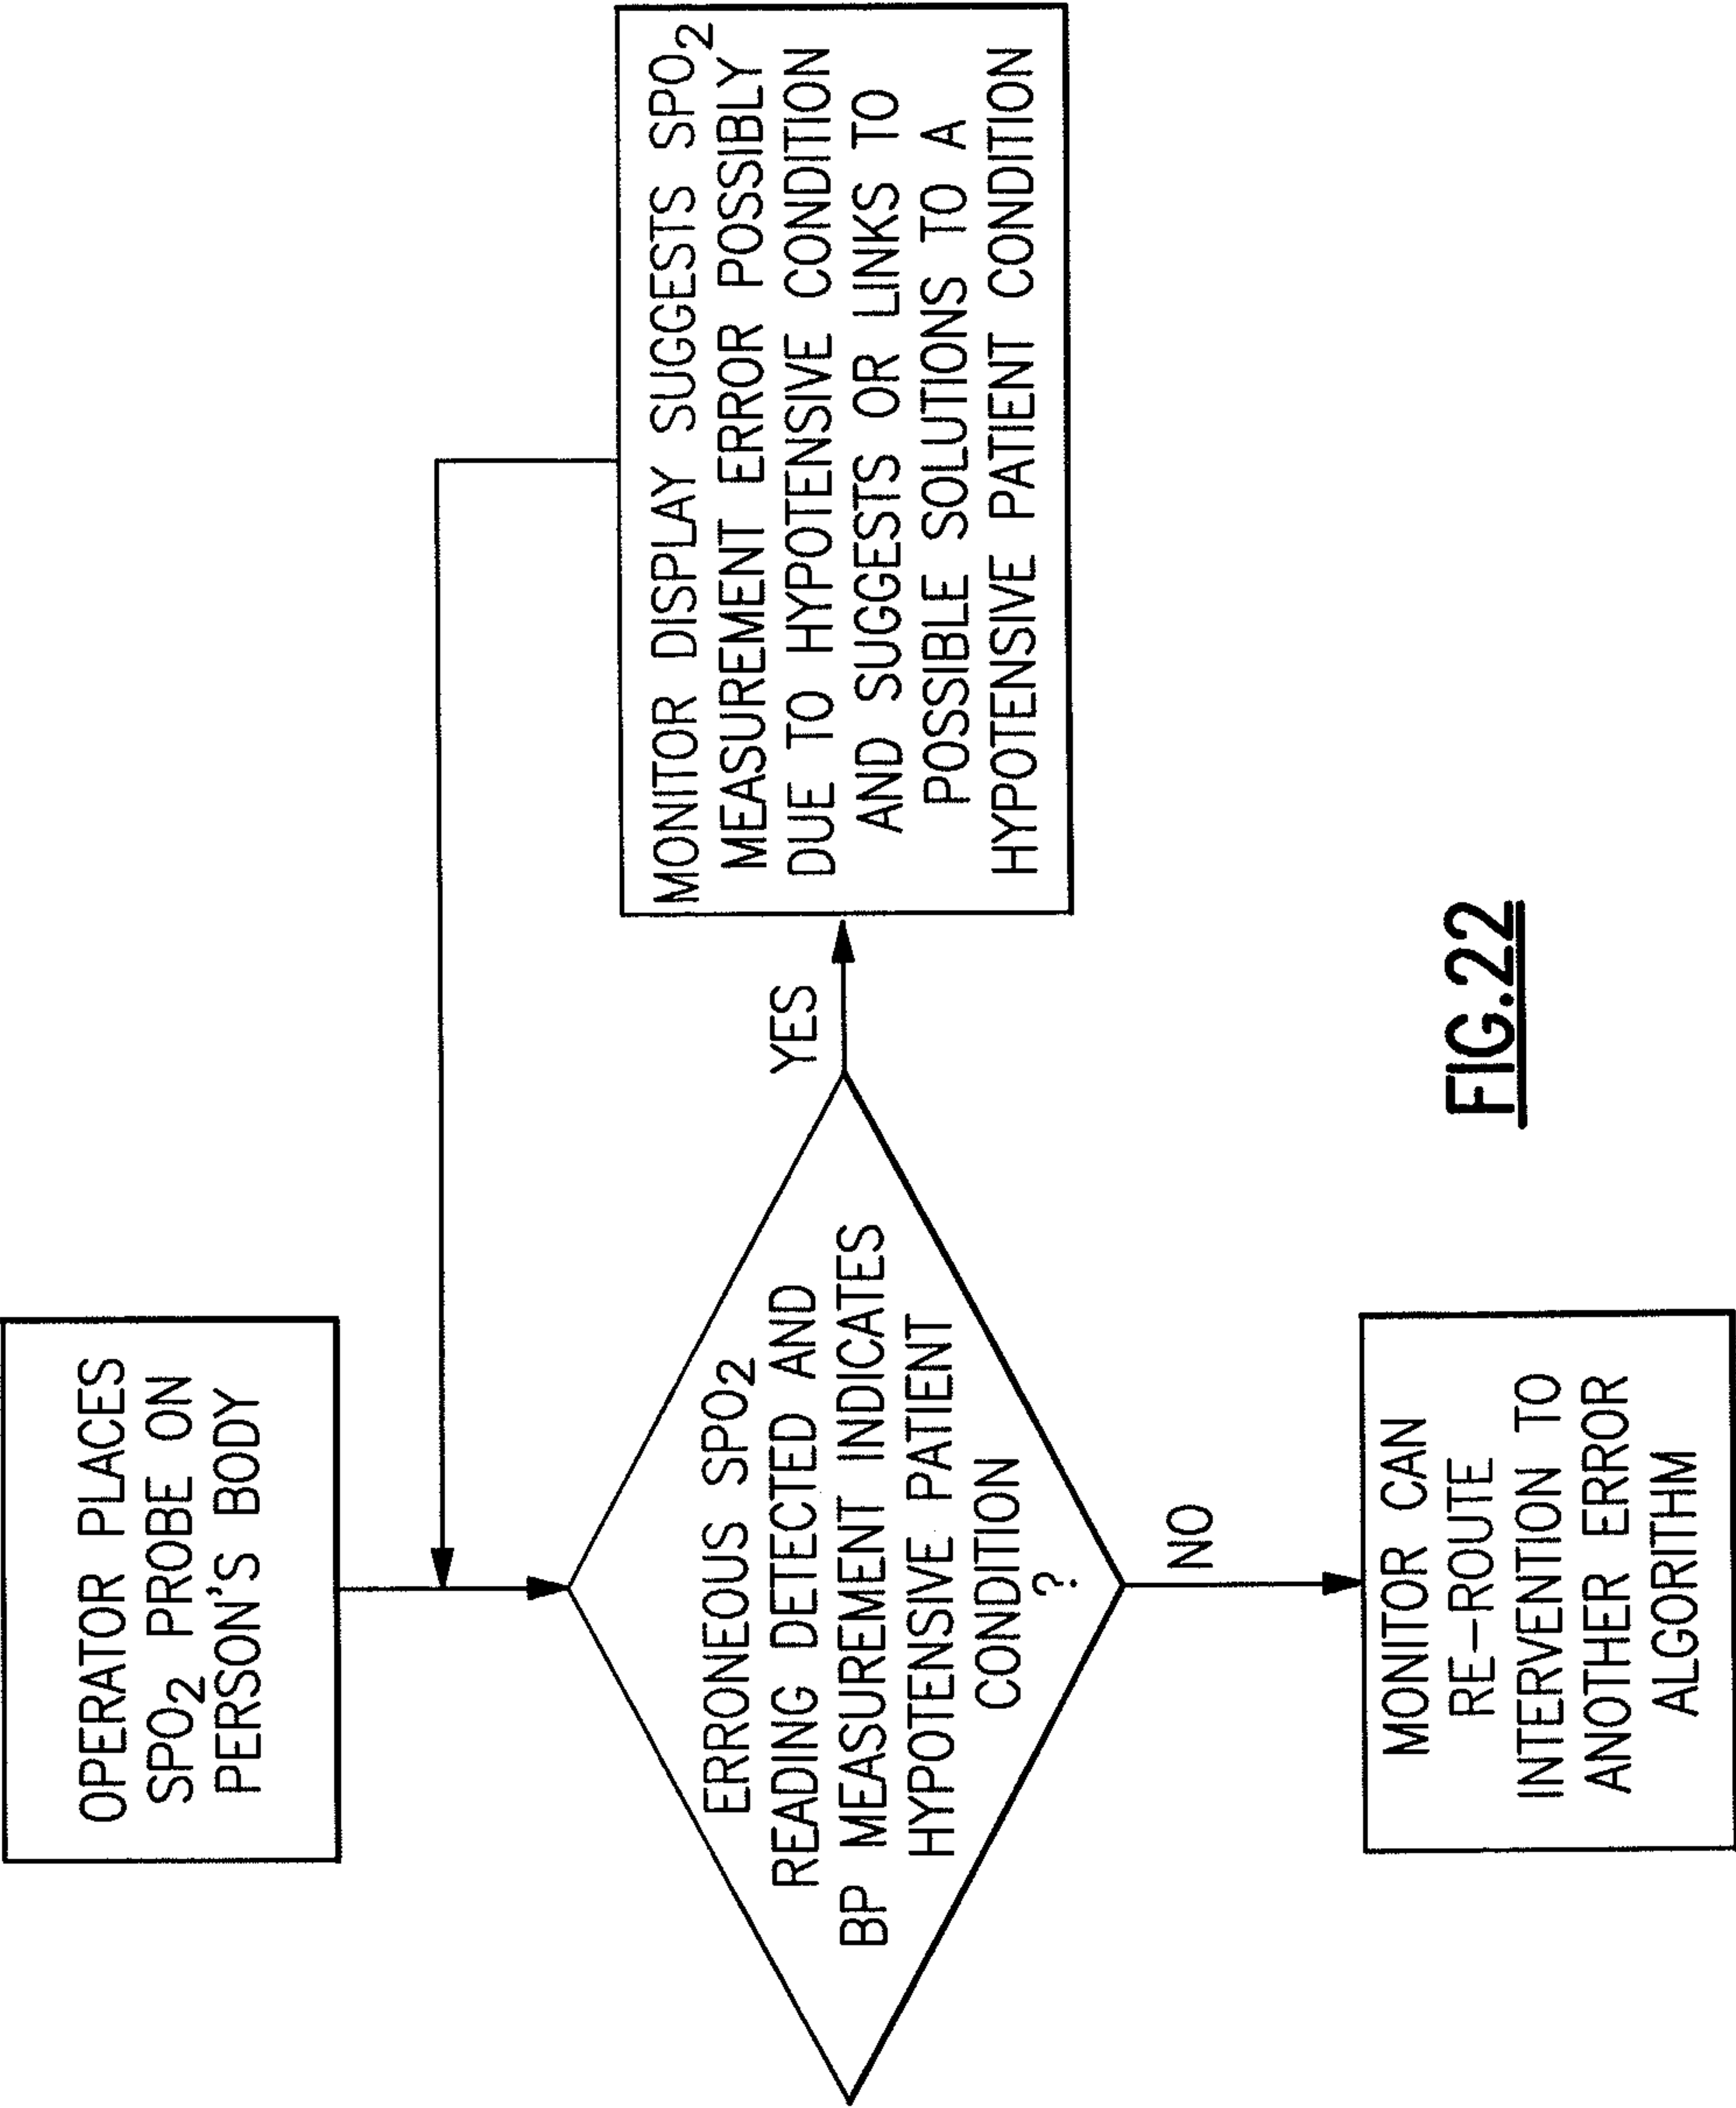 OPERATOR PLACES
SPO2 PROBE ON
PERSON'S BODY
ERRONEOUS SPO2
READING DETECTED AND
BP MEASUREMENT INDICATES
HYPOTENSIVE PATIENT
CONDITION
?
YES
MONITOR DISPLAY SUGGESTS SPO2
MEASUREMENT ERROR POSSIBLY
DUE TO HYPOTENSIVE CONDITION
AND SUGGESTS OR LINKS TO
POSSIBLE SOLUTIONS TO A
HYPOTENSIVE PATIENT CONDITION
NO
MONITOR CAN
RE-ROUTE
INTERVENTION TO
ANOTHER ERROR
ALGORITHM
FIG.22